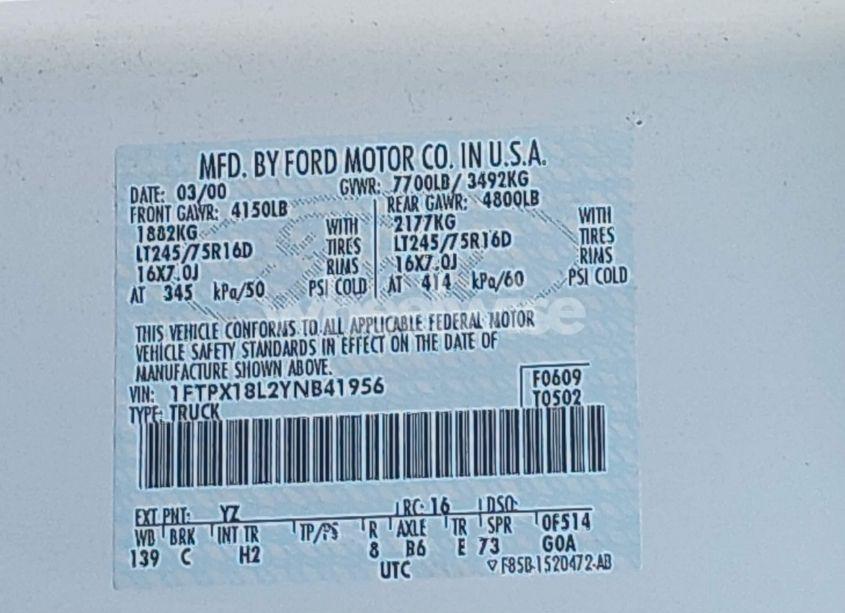 MFD. BY FORD MOTOR CO. IN U.S.A.
DATE: 03/00 GVWR: 7700LB/ 3492KG
FRONT GAWR: 4150LB REAR GAWR: 4800LB
1882KG WITH 2177KG WITH
LT245/75R16D TIRES LT245/75R16D TIRES
16X7.0J RIMS 16X7.0J RIMS
AT 345 kPa/50 PSI COLD AT 414 kPa/60 PSI COLD
THIS VEHICLE CONFORMS TO ALL APPLICABLE FEDERAL MOTOR
VEHICLE SAFETY STANDARDS IN EFFECT ON THE DATE OF
MANUFACTURE SHOWN ABOVE.
VIN: 1FTPX18L2YNB41956 F0609
TYPE: TRUCK T0502
EXT PNT: YZ RC: 16 DSO:
WB BRK INT TR TP/PS R AXLE TR SPR 0F514
139 C H2 8 B6 E 73 GOA
UTC ▽F85B-1520472-AB